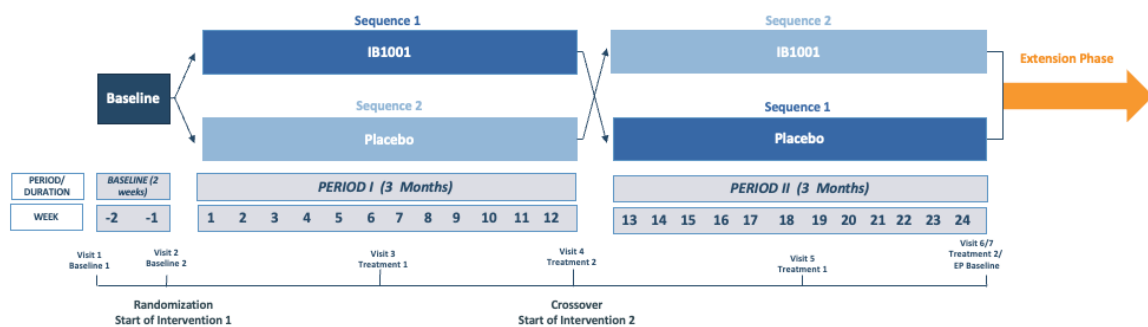 Sequence 1
IB1001
Sequence 2
IB1001
Baseline
Extension Phase
Sequence 2
Placebo
Sequence 1
Placebo
PERIOD/
DURATION
BASELINE (2
weeks)
PERIOD I (3 Months)
PERIOD II (3 Months)
WEEK
-2 -1
1 2 3 4 5 6 7 8 9 10 11 12
13 14 15 16 17 18 19 20 21 22 23 24
Visit 1
Baseline 1
Visit 2
Baseline 2
Visit 3
Treatment 1
Visit 4
Treatment 2
Visit 5
Treatment 1
Visit 6/7
Treatment 2/
EP Baseline
Randomization
Start of Intervention 1
Crossover
Start of Intervention 2